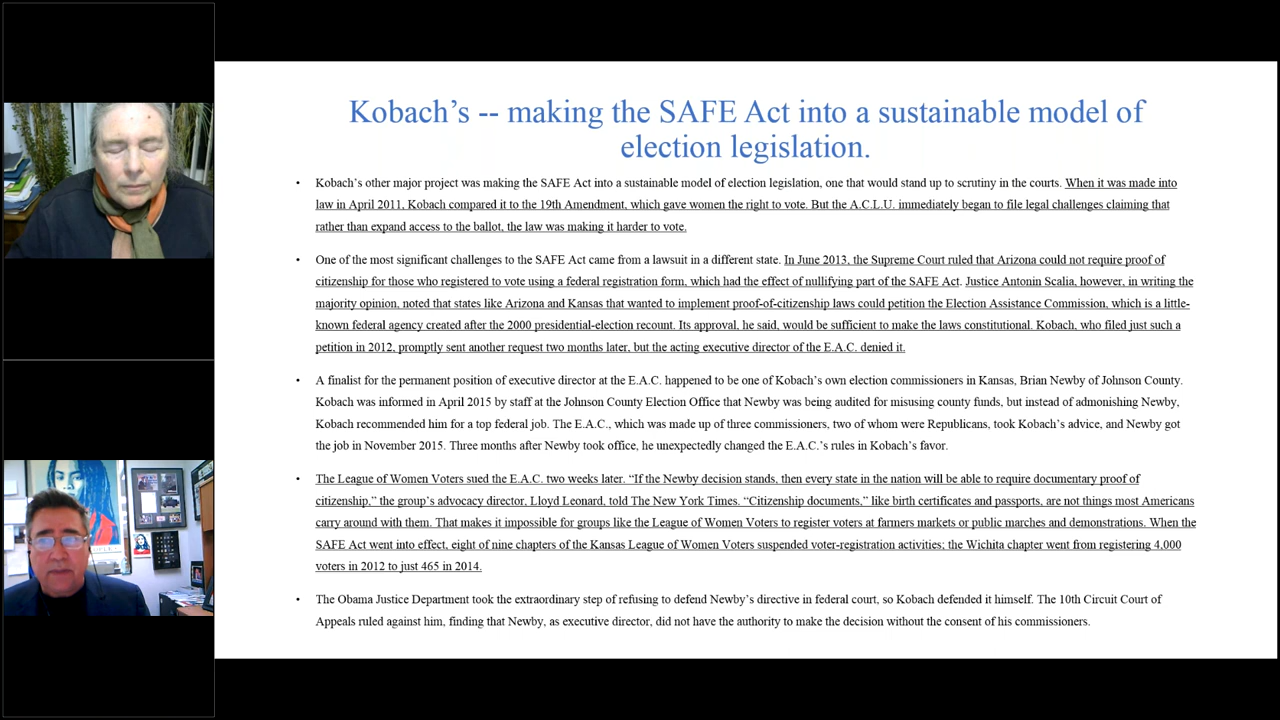 Kobach's -- making the SAFE Act into a sustainable model of
election legislation.
• Kobach's other major project was making the SAFE Act into a sustainable model of election legislation, one that would stand up to scrutiny in the courts. When it was made into
law in April 2011, Kobach compared it to the 19th Amendment, which gave women the right to vote. But the A.C.L.U. immediately began to file legal challenges claiming that
rather than expand access to the ballot, the law was making it harder to vote.
• One of the most significant challenges to the SAFE Act came from a lawsuit in a different state. In June 2013, the Supreme Court ruled that Arizona could not require proof of
citizenship for those who registered to vote using a federal registration form, which had the effect of nullifying part of the SAFE Act. Justice Antonin Scalia, however, in writing the
majority opinion, noted that states like Arizona and Kansas that wanted to implement proof-of-citizenship laws could petition the Election Assistance Commission, which is a little-
known federal agency created after the 2000 presidential-election recount. Its approval, he said, would be sufficient to make the laws constitutional. Kobach, who filed just such a
petition in 2012, promptly sent another request two months later, but the acting executive director of the E.A.C. denied it.
• A finalist for the permanent position of executive director at the E.A.C. happened to be one of Kobach's own election commissioners in Kansas, Brian Newby of Johnson County.
Kobach was informed in April 2015 by staff at the Johnson County Election Office that Newby was being audited for misusing county funds, but instead of admonishing Newby,
Kobach recommended him for a top federal job. The E.A.C., which was made up of three commissioners, two of whom were Republicans, took Kobach's advice, and Newby got
the job in November 2015. Three months after Newby took office, he unexpectedly changed the E.A.C.'s rules in Kobach's favor.
• The League of Women Voters sued the E.A.C. two weeks later. “If the Newby decision stands, then every state in the nation will be able to require documentary proof of
citizenship,” the group's advocacy director, Lloyd Leonard, told The New York Times. “Citizenship documents,” like birth certificates and passports, are not things most Americans
carry around with them. That makes it impossible for groups like the League of Women Voters to register voters at farmers markets or public marches and demonstrations. When the
SAFE Act went into effect, eight of nine chapters of the Kansas League of Women Voters suspended voter-registration activities; the Wichita chapter went from registering 4,000
voters in 2012 to just 465 in 2014.
• The Obama Justice Department took the extraordinary step of refusing to defend Newby's directive in federal court, so Kobach defended it himself. The 10th Circuit Court of
Appeals ruled against him, finding that Newby, as executive director, did not have the authority to make the decision without the consent of his commissioners.